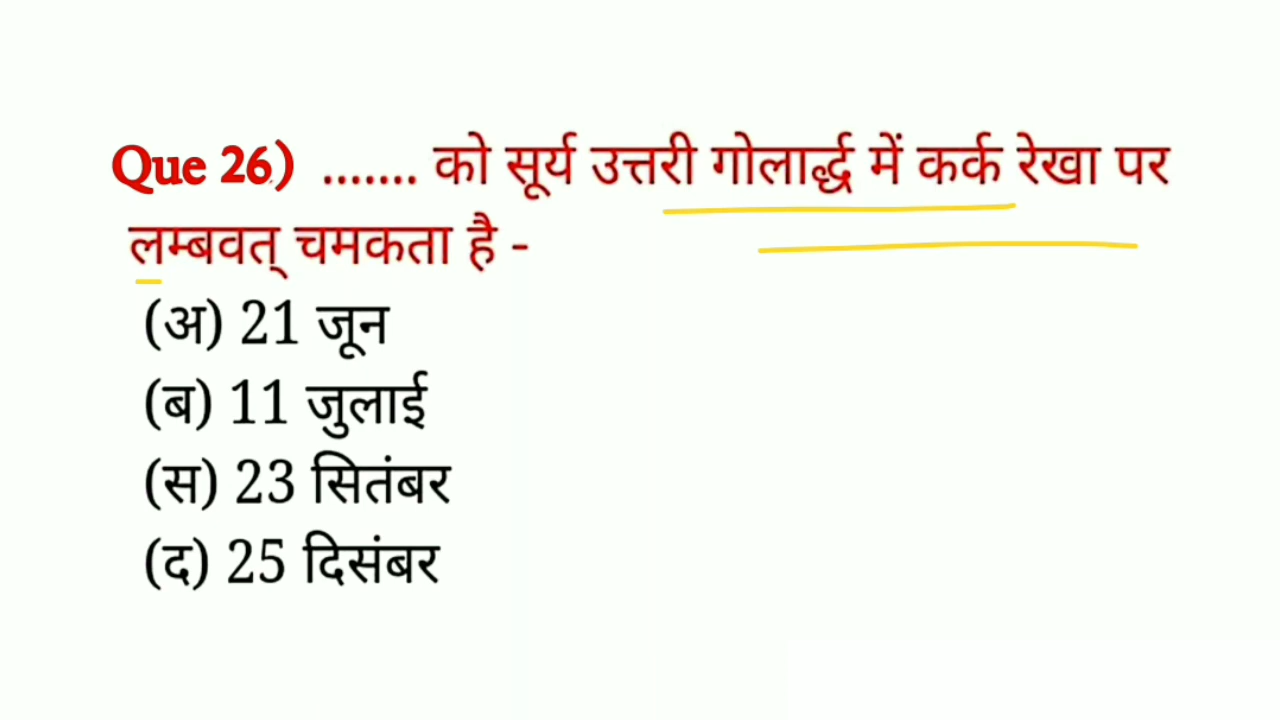 Que 26) ....... को सूर्य उत्तरी गोलार्द्ध में कर्क रेखा पर
लम्बवत् चमकता है -
(अ) 21 जून
(ब) 11 जुलाई
(स) 23 सितंबर
(द) 25 दिसंबर